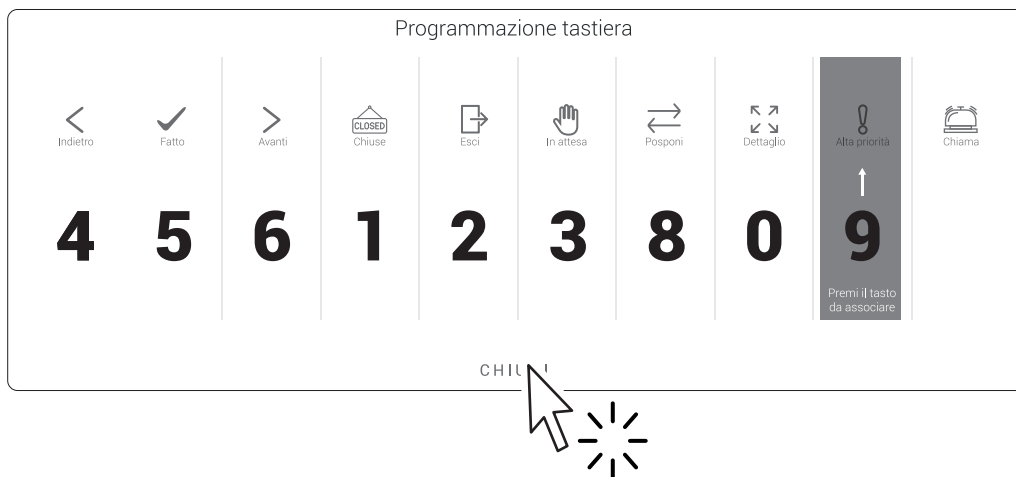 Programmazione tastiera
Indietro Fatto Avanti CLOSED Chiuse Esci In attesa Posponi Dettaglio Alta priorità Chiama
4 5 6 1 2 3 8 0 9
Premi il tasto
da associare